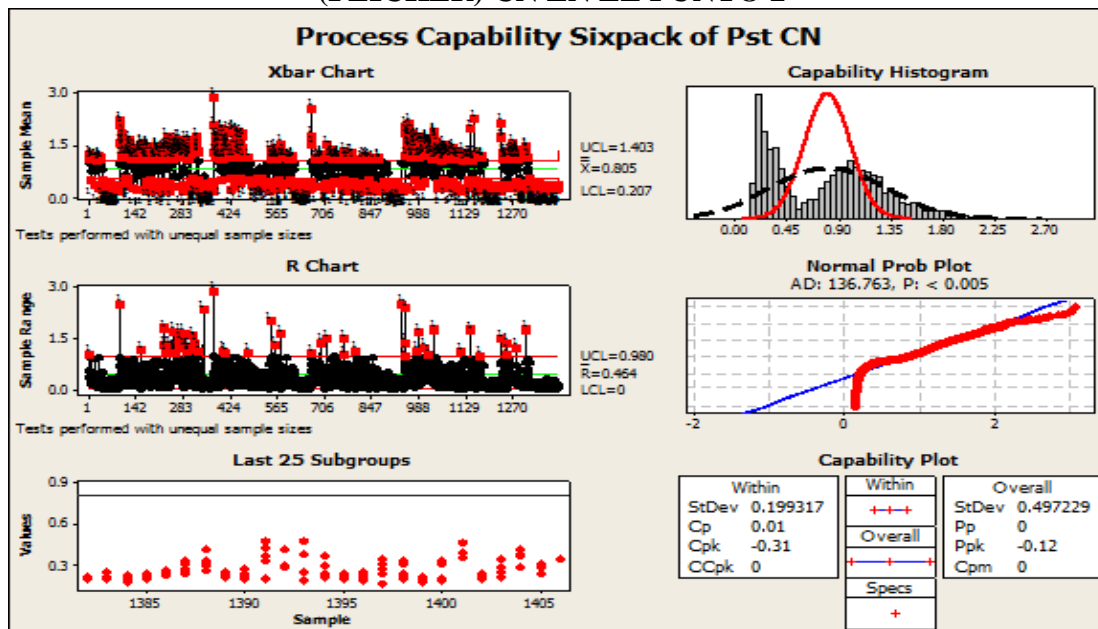 (FLICKER) CN EN EL PUNTO
Process Capability Sixpack of Pst CN
Xbar Chart
Sample Mean
3.0
1.5
0.0
1 142 283 424 565 706 847 988 1129 1270
UCL=1.403
X=0.805
LCL=0.207
Tests performed with unequal sample sizes
Capability Histogram
0.00 0.45 0.90 1.35 1.80 2.25 2.70
R Chart
Sample Range
3.0
1.5
0.0
1 142 283 424 565 706 847 988 1129 1270
UCL=0.980
R=0.464
LCL=0
Tests performed with unequal sample sizes
Normal Prob Plot
AD: 136.763, P: < 0.005
-2 0 2
Last 25 Subgroups
Values
0.9
0.6
0.3
1385 1390 1395 1400 1405
Sample
Capability Plot
Within
StDev 0.199317
Cp 0.01
Cpk -0.31
CCpk 0
Within
Overall
Specs
Overall
StDev 0.497229
Pp 0
Ppk -0.12
Cpm 0